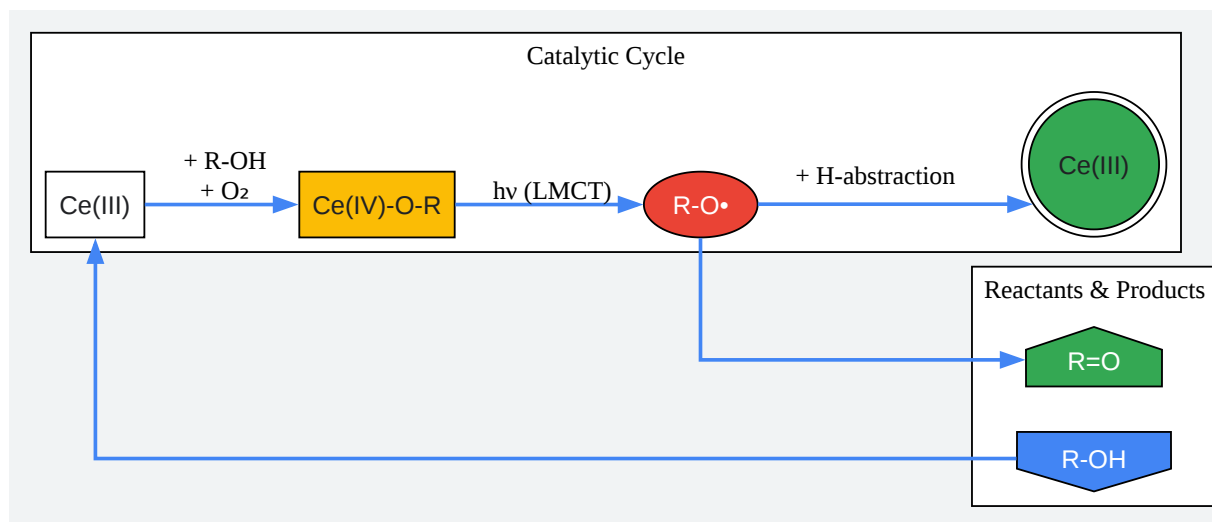 Catalytic Cycle
Ce(III)
+ R-OH
+ O₂
Ce(IV)-O-R
hν (LMCT)
R-O•
+ H-abstraction
Ce(III)
Reactants & Products
R=O
R-OH